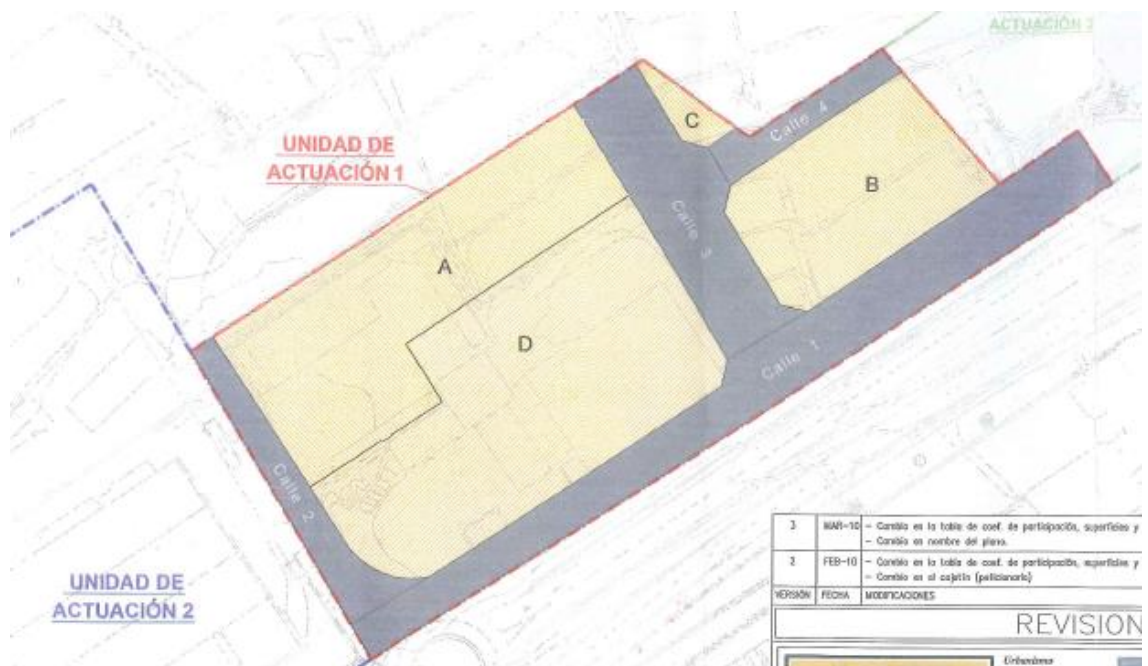 ACTUACIÓN 3
UNIDAD DE
ACTUACIÓN 1
C
Calle 4
B
Calle 3
A
D
Calle 1
Calle 2
UNIDAD DE
ACTUACIÓN 2
3 MAR-10 - Cambio en la tabla de coef. de participación, superficies y
- Cambio en nombre del plano.
2 FEB-10 - Cambio en la tabla de coef. de participación, superficies y
- Cambio en el cajetín (peticionario)
VERSIÓN FECHA MODIFICACIONES
REVISION
Urbanismo